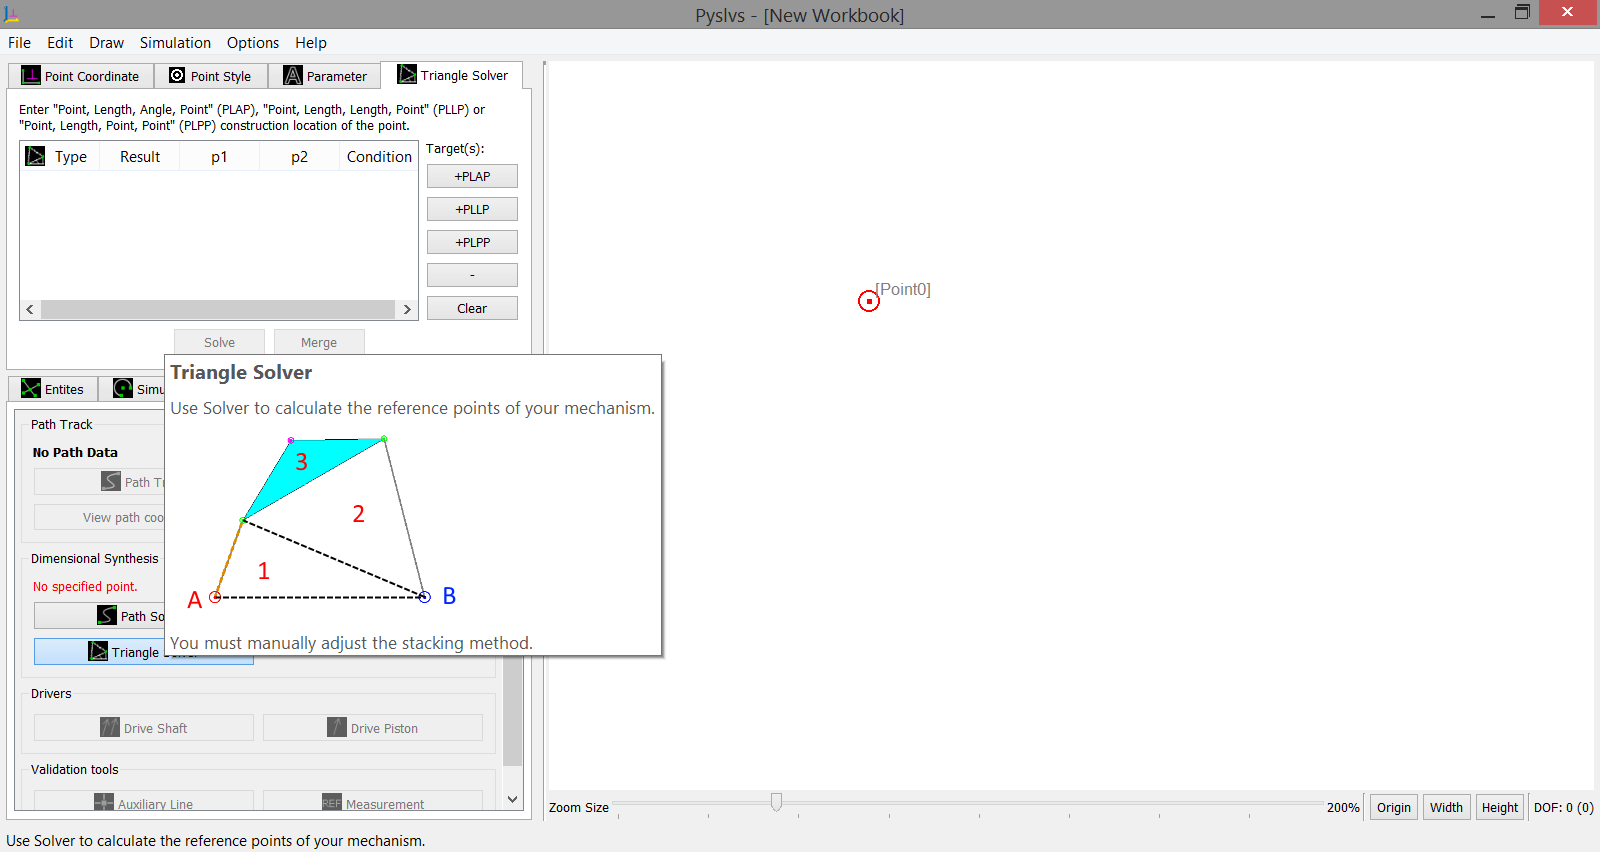 Pyslvs - [New Workbook]
File Edit Draw Simulation Options Help
Point Coordinate Point Style Parameter Triangle Solver
Enter "Point, Length, Angle, Point" (PLAP), "Point, Length, Length, Point" (PLLP) or
"Point, Length, Point, Point" (PLPP) construction location of the point.
Type Result p1 p2 Condition
Target(s):
+PLAP
+PLLP
+PLPP
-
Clear
Solve Merge
[Point0]
Triangle Solver
Use Solver to calculate the reference points of your mechanism.
3
2
1
A
B
You must manually adjust the stacking method.
Entites Simu
Path Track
No Path Data
Path T
View path coo
Dimensional Synthesis
No specified point.
Path So
Triangle
Drivers
Drive Shaft Drive Piston
Validation tools
Auxiliary Line REF Measurement
Zoom Size 200% Origin Width Height DOF: 0 (0)
Use Solver to calculate the reference points of your mechanism.